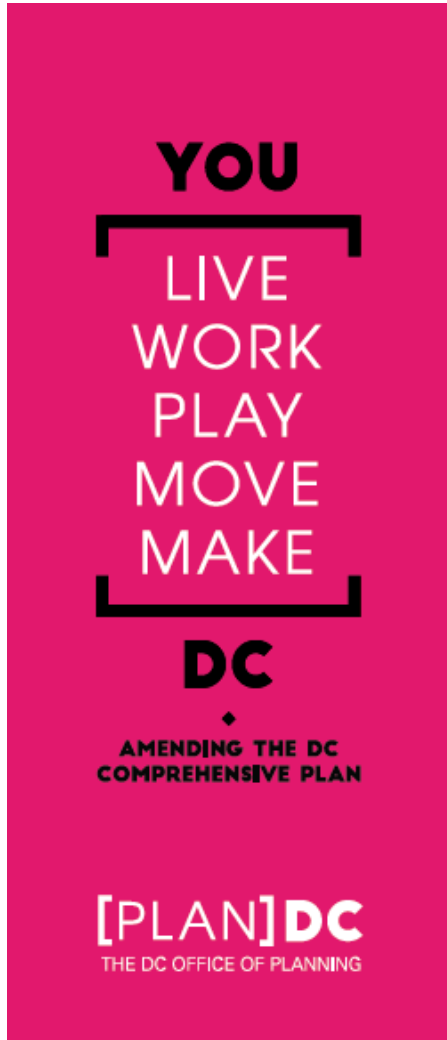 YOU
LIVE
WORK
PLAY
MOVE
MAKE
DC
AMENDING THE DC
COMPREHENSIVE PLAN
[PLAN]DC
THE DC OFFICE OF PLANNING